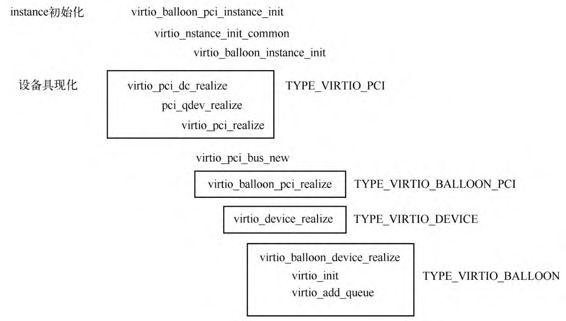 instance初始化 virtio_balloon_pci_instance_init
virtio_nstance_init_common
virtio_balloon_instance_init
设备具现化 virtio_pci_dc_realize TYPE_VIRTIO_PCI
pci_qdev_realize
virtio_pci_realize
virtio_pci_bus_new
virtio_balloon_pci_realize TYPE_VIRTIO_BALLOON_PCI
virtio_device_realize TYPE_VIRTIO_DEVICE
virtio_balloon_device_realize
virtio_init TYPE_VIRTIO_BALLOON
virtio_add_queue